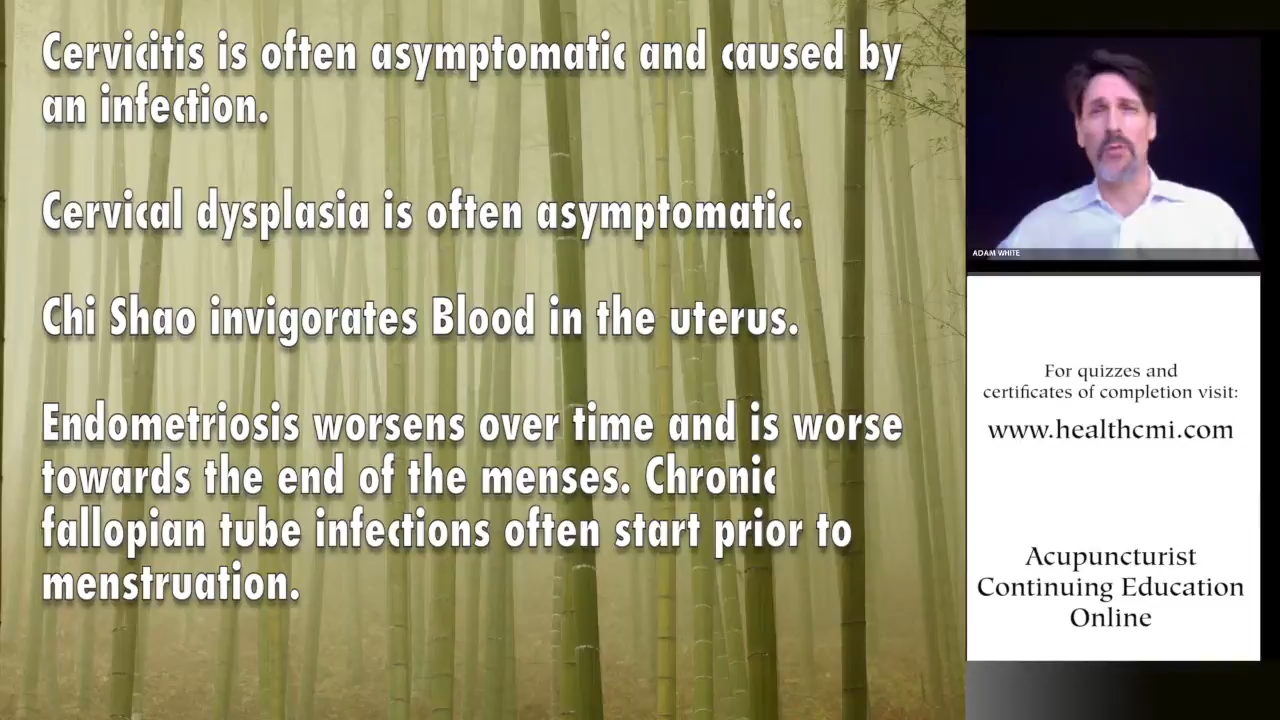 Cervicitis is often asymptomatic and caused by
an infection.
Cervical dysplasia is often asymptomatic.
Chi Shao invigorates Blood in the uterus.
Endometriosis worsens over time and is worse
towards the end of the menses. Chronic
fallopian tube infections often start prior to
menstruation.
ADAM WHITE
For quizzes and
certificates of completion visit:
www.healthcmi.com
Acupuncturist
Continuing Education
Online